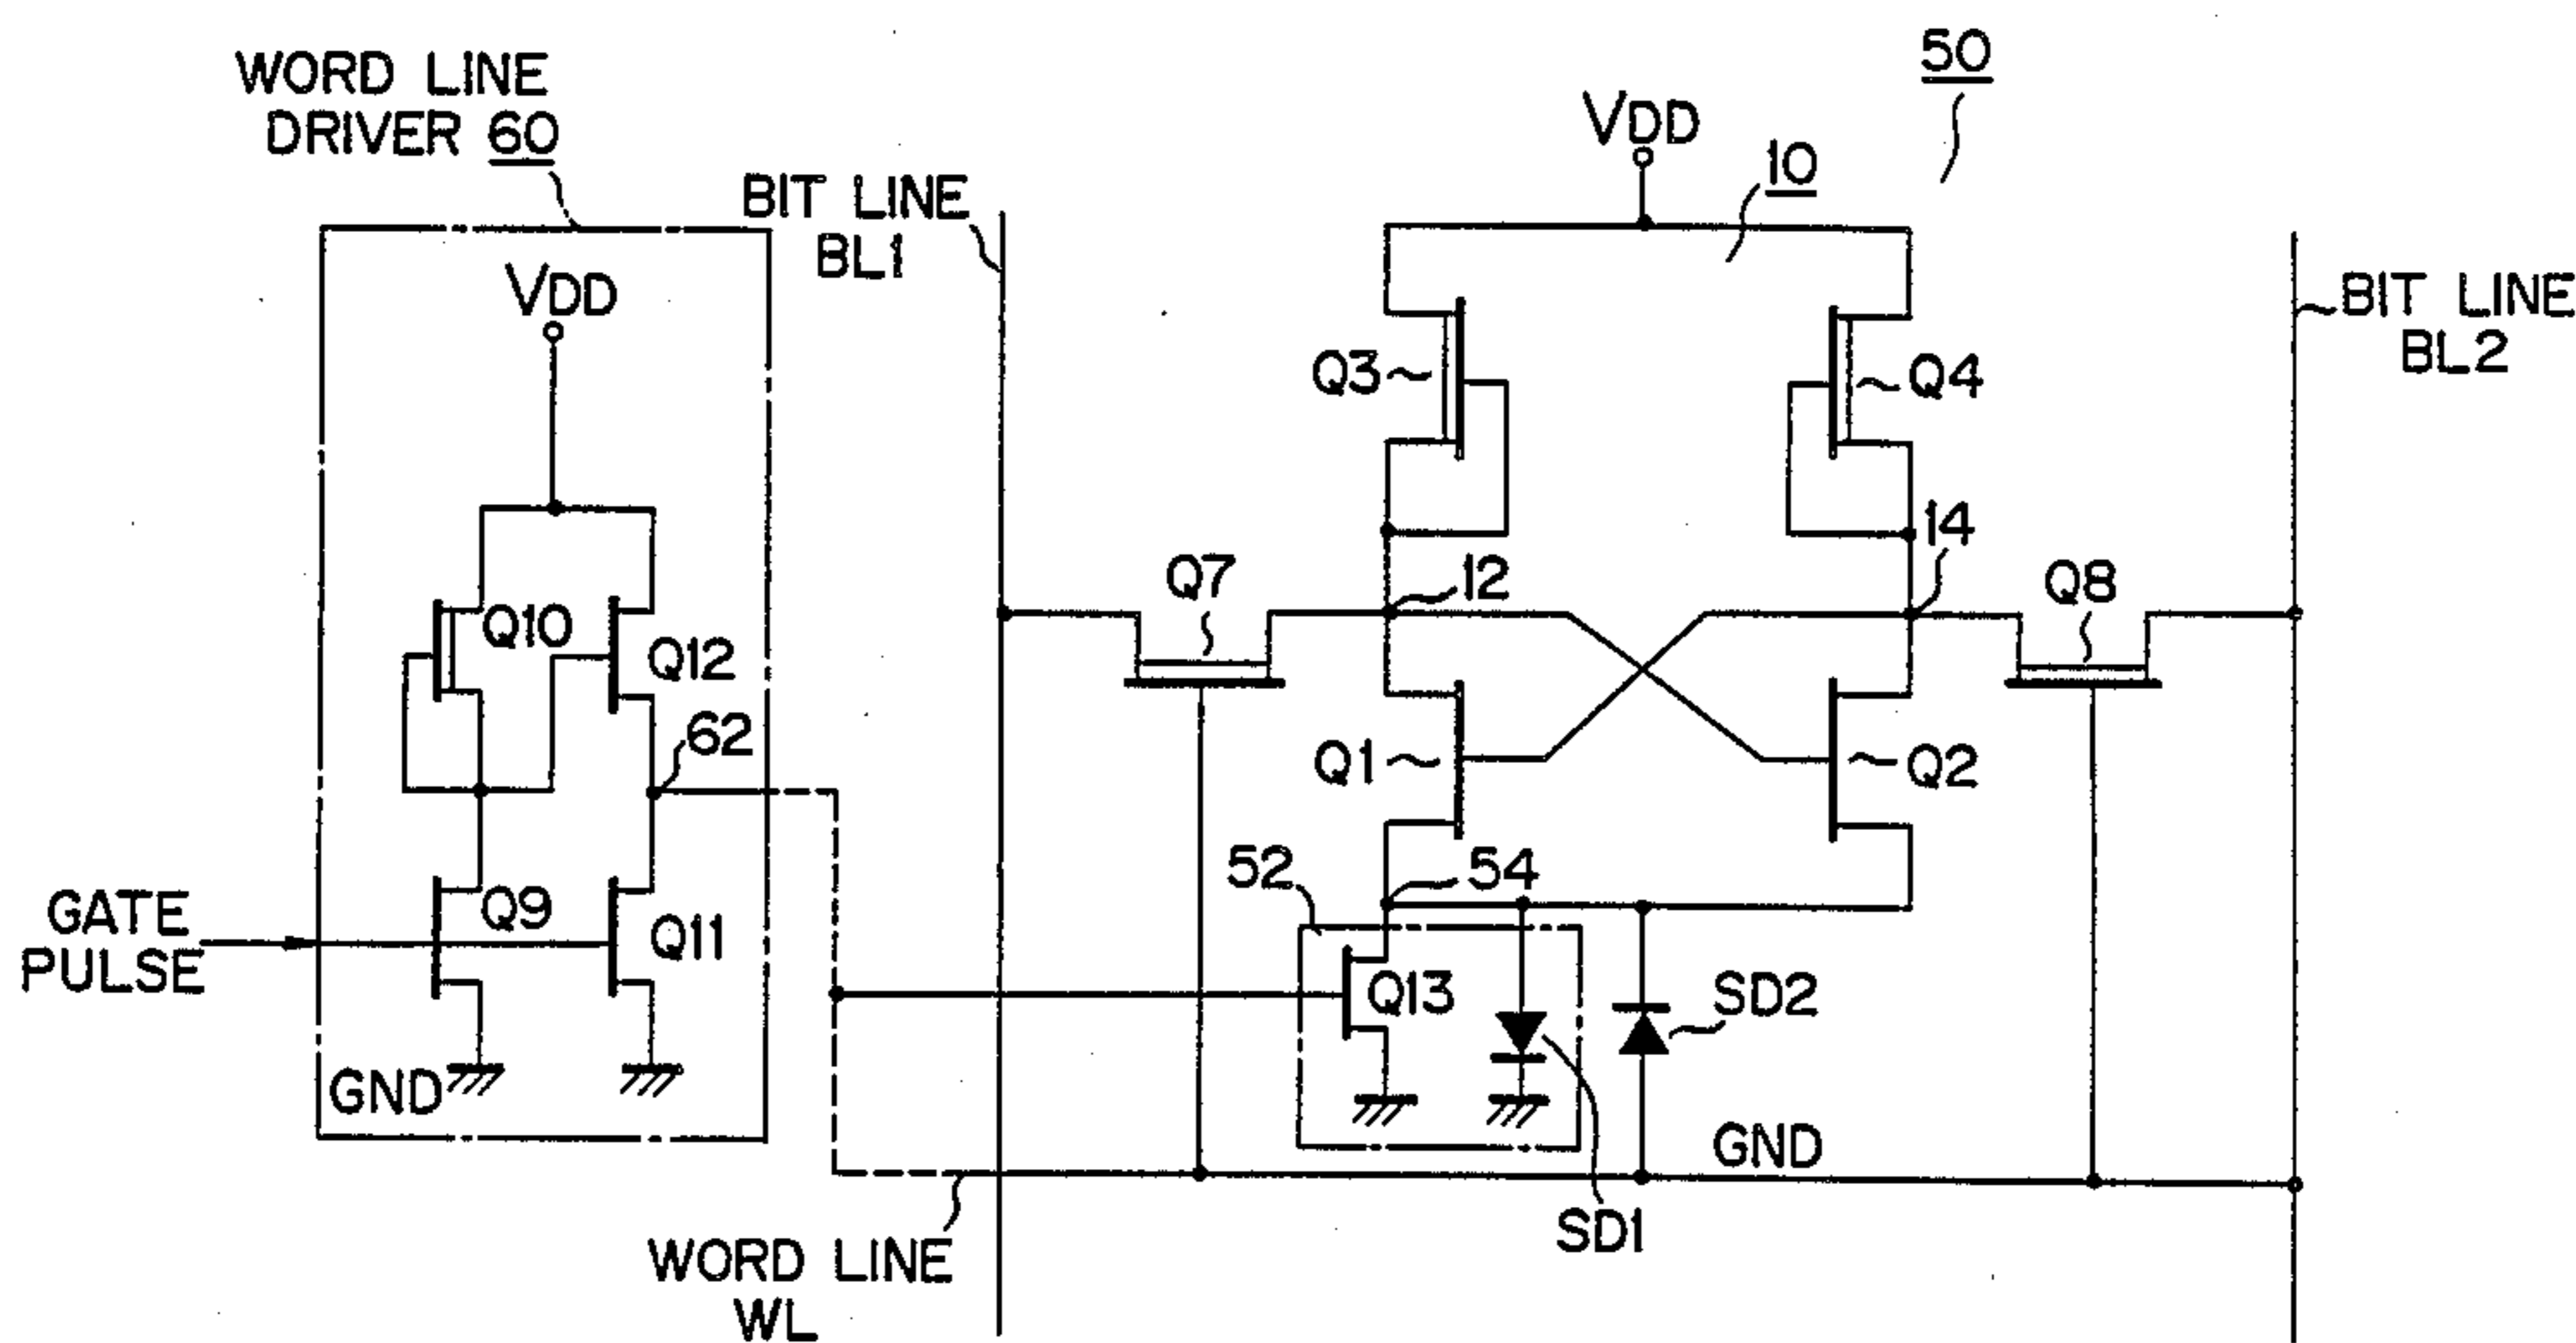 WORD LINE
DRIVER 60
BIT LINE
BL1
VDD
10
50
BIT LINE
BL2
VDD
Q3
Q4
Q10
Q12
62
Q7
12
14
Q8
Q1
Q2
GATE
PULSE
Q9
Q11
GND
52
54
Q13
SD2
GND
SD1
WORD LINE
WL